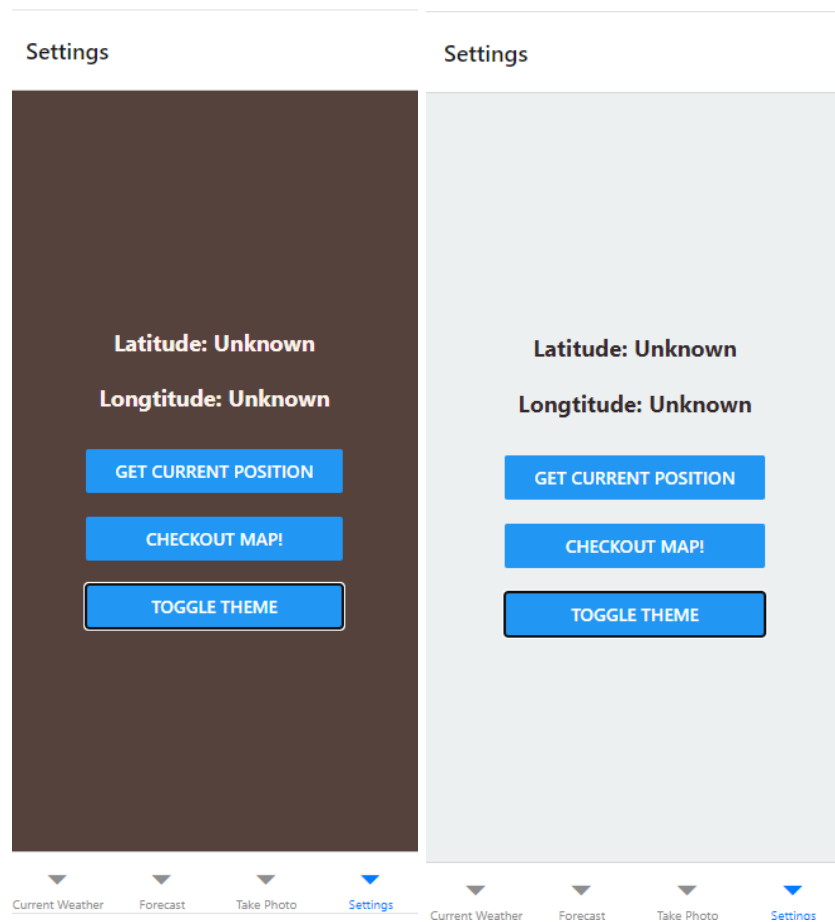 Settings
Latitude: Unknown
Longtitude: Unknown
GET CURRENT POSITION
CHECKOUT MAP!
TOGGLE THEME
Current Weather Forecast Take Photo Settings
Settings
Latitude: Unknown
Longtitude: Unknown
GET CURRENT POSITION
CHECKOUT MAP!
TOGGLE THEME
Current Weather Forecast Take Photo Settings